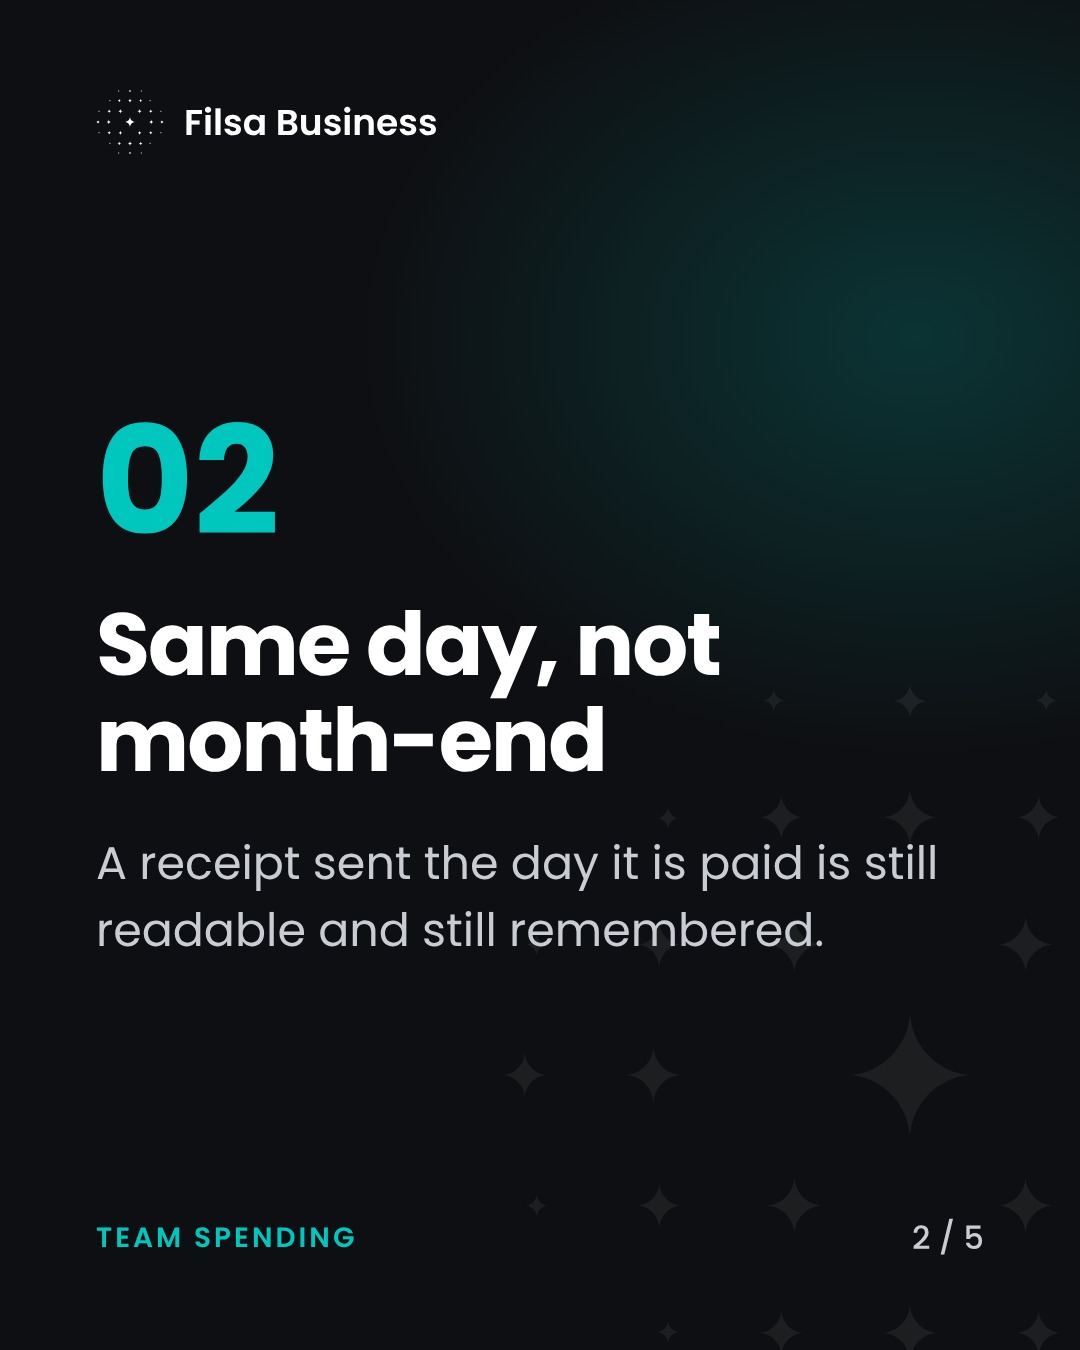 Filsa Business
02
Same day, not
month-end
A receipt sent the day it is paid is still
readable and still remembered.
TEAM SPENDING
2 / 5